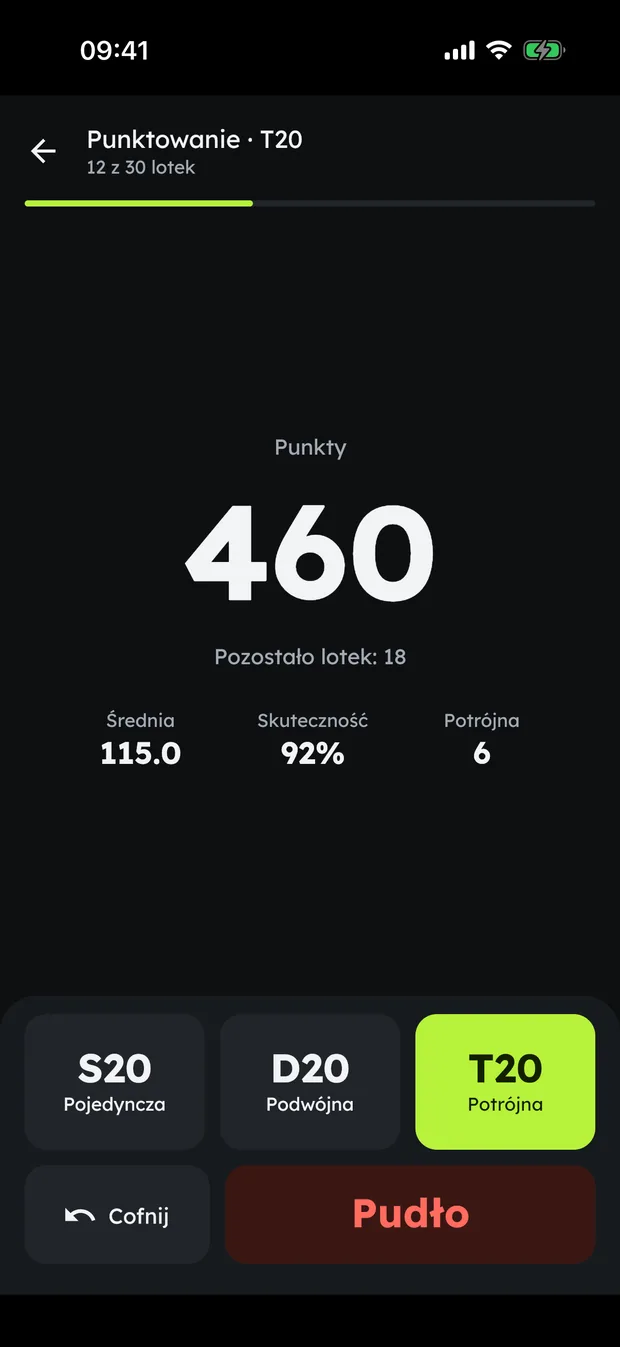 09:41
Punktowanie · T20
12 z 30 lotek
Punkty
460
Pozostało lotek: 18
Średnia Skuteczność Potrójna
115.0 92% 6
S20 D20 T20
Pojedyncza Podwójna Potrójna
Cofnij Pudło